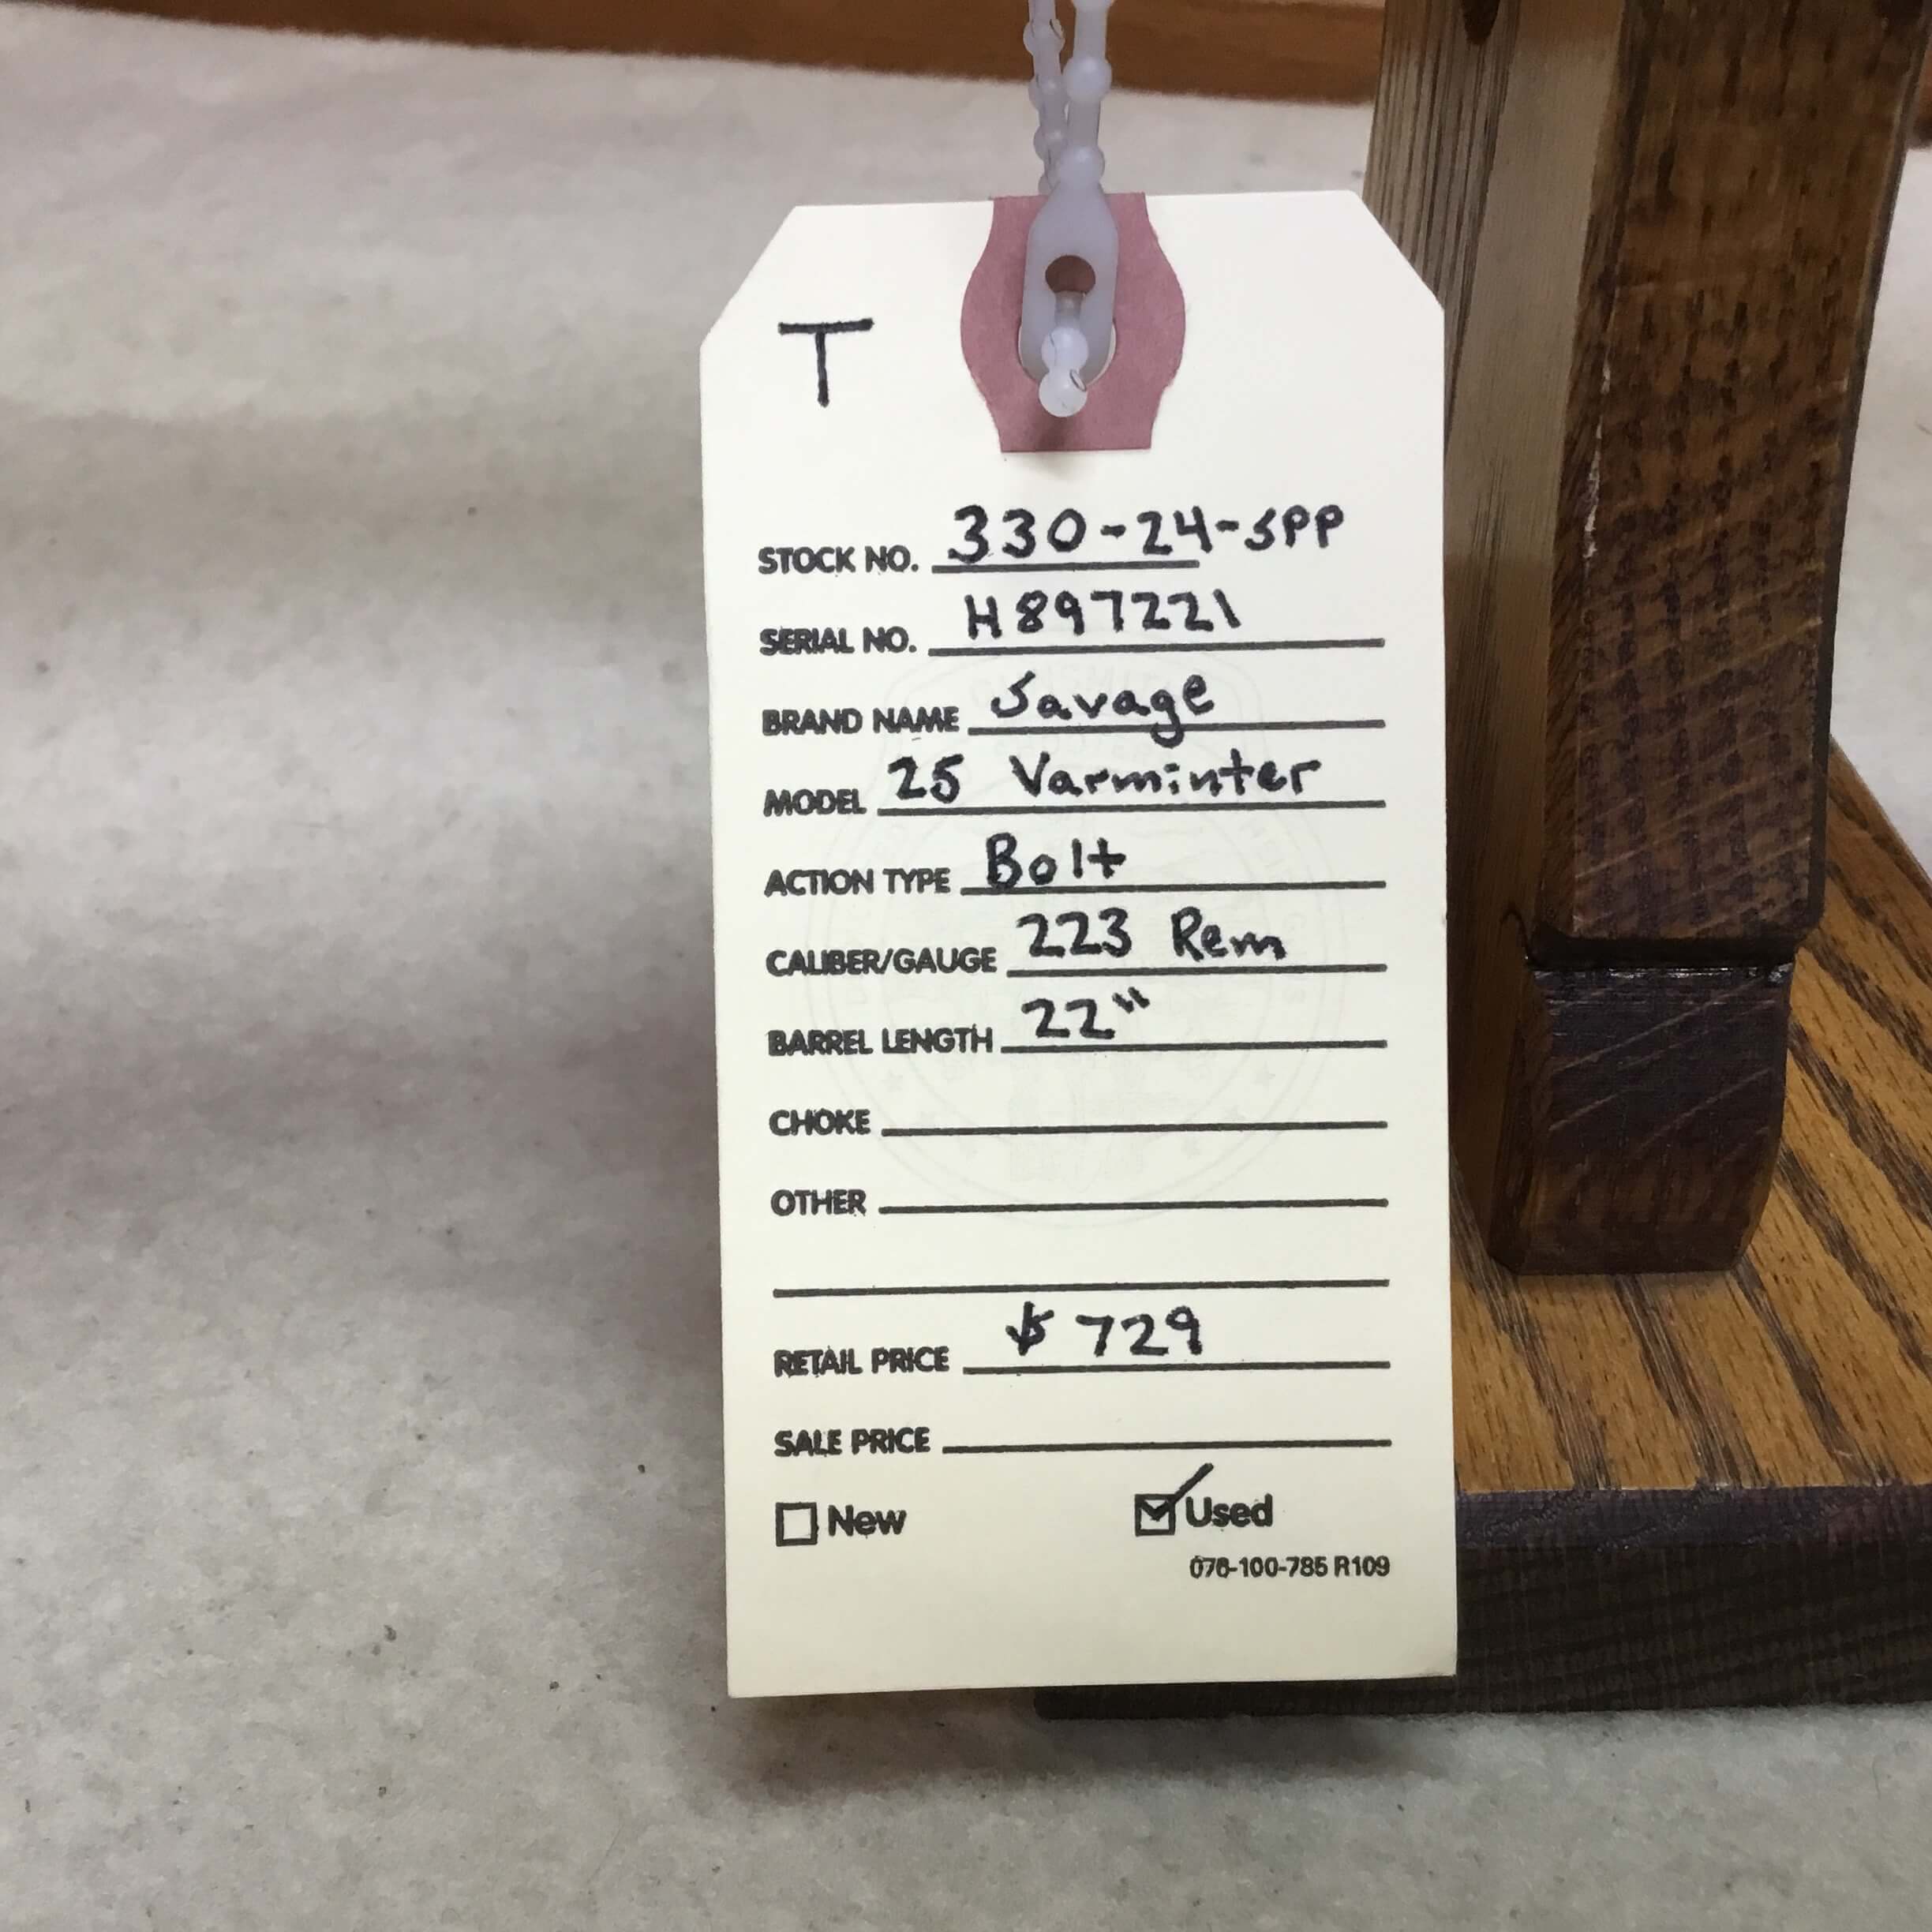 T
STOCK NO. 330-24-SPP
SERIAL NO. H897221
BRAND NAME Savage
MODEL 25 Varminter
ACTION TYPE Bolt
CALIBER/GAUGE 223 Rem
BARREL LENGTH 22"
CHOKE
OTHER
RETAIL PRICE $ 729
SALE PRICE
New Used
076-100-785 R109